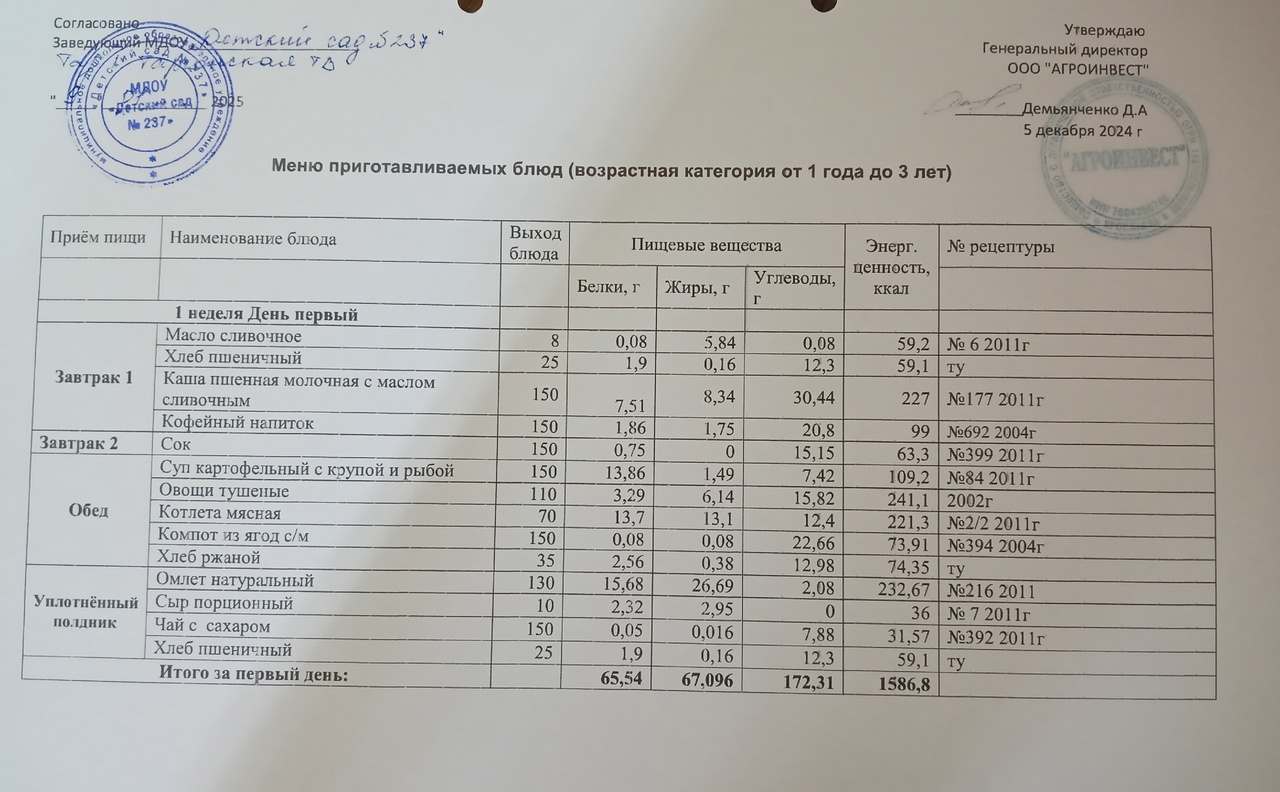 Согласовано
Заведующий МДОУ "Детский сад №237"
2025
МДОУ
«Детский сад
№ 237»
Утверждаю
Генеральный директор
ООО "АГРОИНВЕСТ"
Демьянченко Д.А
5 декабря 2024 г
"АГРОИНВЕСТ"
Меню приготавливаемых блюд (возрастная категория от 1 года до 3 лет)
Приём пищи Наименование блюда Выход блюда Пищевые вещества Энерг. ценность, ккал № рецептуры
Белки, г Жиры, г Углеводы, г
1 неделя День первый
Завтрак 1
Масло сливочное 8 0,08 5,84 0,08 59,2 № 6 2011г
Хлеб пшеничный 25 1,9 0,16 12,3 59,1 ту
Каша пшенная молочная с маслом сливочным 150 7,51 8,34 30,44 227 №177 2011г
Кофейный напиток 150 1,86 1,75 20,8 99 №692 2004г
Завтрак 2 Сок 150 0,75 0 15,15 63,3 №399 2011г
Обед
Суп картофельный с крупой и рыбой 150 13,86 1,49 7,42 109,2 №84 2011г
Овощи тушеные 110 3,29 6,14 15,82 241,1 2002г
Котлета мясная 70 13,7 13,1 12,4 221,3 №2/2 2011г
Компот из ягод с/м 150 0,08 0,08 22,66 73,91 №394 2004г
Хлеб ржаной 35 2,56 0,38 12,98 74,35 ту
Уплотнённый полдник
Омлет натуральный 130 15,68 26,69 2,08 232,67 №216 2011
Сыр порционный 10 2,32 2,95 0 36 № 7 2011г
Чай с сахаром 150 0,05 0,016 7,88 31,57 №392 2011г
Хлеб пшеничный 25 1,9 0,16 12,3 59,1 ту
Итого за первый день: 65,54 67,096 172,31 1586,8